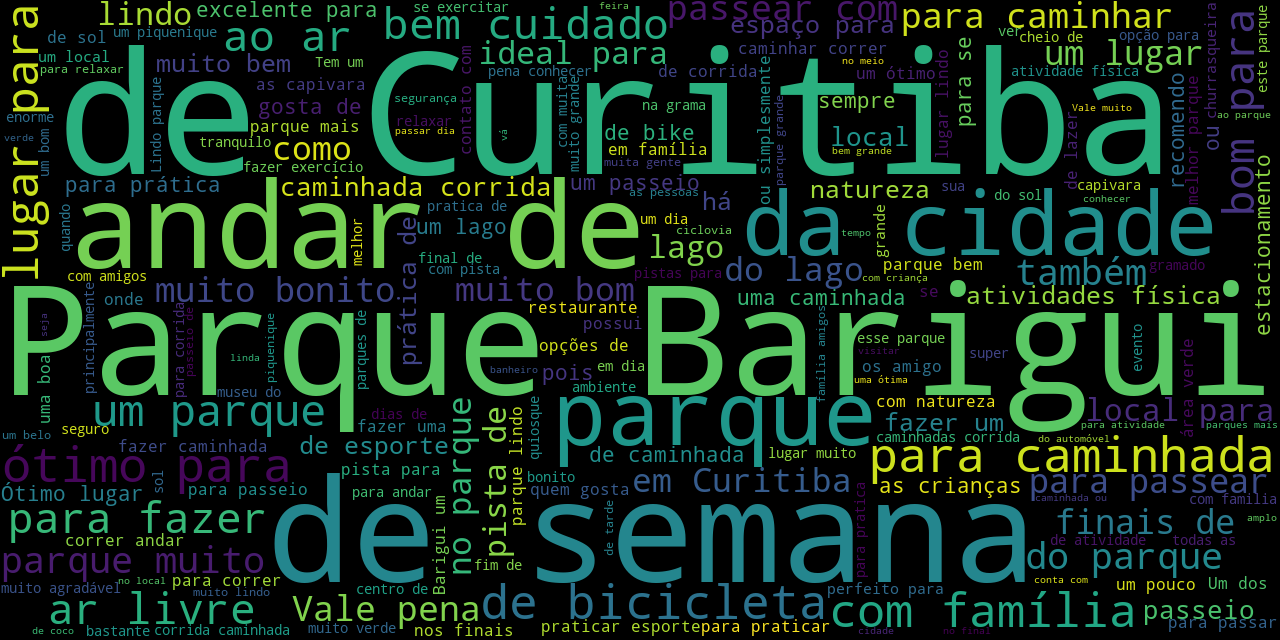 lugar para
lindo
excelente para
se exercitar
feira
passear com
para caminhar
de sol
um piquenique
ao ar
bem cuidado
espaço para
ver
cheio de
opção para
churrasqueira
bom para
este parque
um local
para relaxar
muito bem
Tem um
ideal para
caminhar correr
no meio
para se
um lugar
de Curitiba
as capivara
pena conhecer
de corrida
um ótimo
atividade física
enorme
gosta de
segurança
contato com
com muita
muito grande
na grama
ou simplesmente
parque grande
sempre
lugar lindo
Vale muito
de lazer
melhor parque
recomendo
ou
ao parque
verde
um bom
Lindo parque
parque mais
relaxar
passar dia
vá
de bike
local
tranquilo
como
em família
bem grande
fazer exercício
muita gente
estacionamento
para prática
caminhada corrida
um passeio
as pessoas
natureza
sua
do sol
capivara
conhecer
quando
andar de
melhor
prática de
pratica de
um lago
um dia
ciclovia
há
da cidade
tempo
grande
final de
lago
com amigos
com pista
pistas para
do lago
parque bem
também
gramado
principalmente
onde
muito bonito
muito bom
com criança
uma caminhada
se
atividades física
restaurante
possui
Parque Barigui
seja
uma boa
para corrida
passeio de
linda
piquenique
parques de
opções de
família amigos
esse parque
visitar
super
evento
área verde
museu do
banheiro
pois
em dia
os amigo
uma ótima
ambiente
um parque
dias de
fazer uma
no parque
pista de
parque lindo
quiosque
parque
com natureza
fazer um
local para
para atividade
parques mais
um belo
seguro
fazer caminhada
de esporte
caminhadas corrida
do automóvel
ótimo para
sol
pista para
de caminhada
lugar muito
para caminhada
bonito
Ótimo lugar
para passeio
para andar
quem gosta
em Curitiba
para pratica
as crianças
para passear
caminhada ou
com familia
para fazer
de semana
de tarde
finais de
amplo
correr andar
Barigui um
de atividade
todas as
parque muito
fim de
do parque
muito agradável
no local
para correr
muito lindo
centro de
perfeito para
conta com
um pouco
Um dos
ar livre
Vale pena
de bicicleta
com família
passeio
de coco
bastante
corrida caminhada
muito verde
nos finais
praticar esporte
para praticar
cidade
no final
para passar